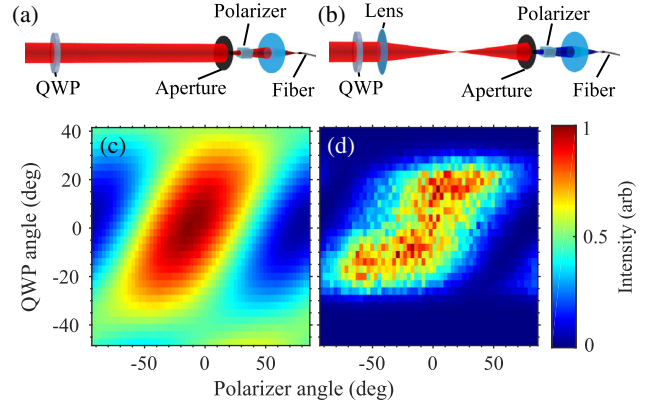 (a)
Polarizer
QWP
Aperture
Fiber
(b)
Lens
Polarizer
QWP
Aperture
Fiber
(c)
(d)
40
20
0
-20
-40
QWP angle (deg)
-50
0
50
-50
0
50
Polarizer angle (deg)
1
0.5
0
Intensity (arb)